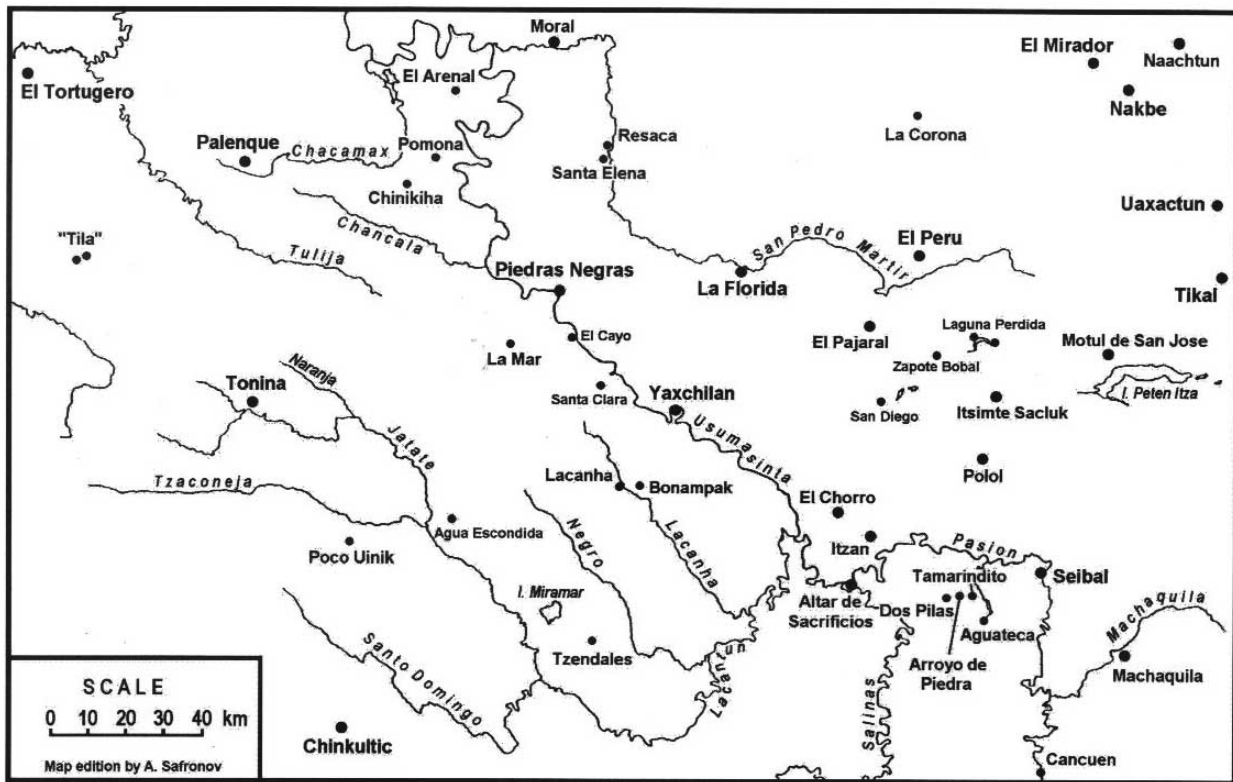 Moral
El Mirador
Naachtun
El Tortugero
El Arenal
Nakbe
La Corona
Palenque
Chacamax
Pomona
Resaca
Santa Elena
Chinikiha
Uaxactun
"Tila"
Chancala
Tulija
San Pedro Martir
El Peru
Piedras Negras
La Florida
Tikal
El Pajaral
Laguna Perdida
El Cayo
La Mar
Zapote Bobal
Motul de San Jose
Naranja
Tonina
Santa Clara
Yaxchilan
San Diego
Itsimte Sacluk
l. Peten Itza
Jatate
Usumasinta
Tzaconeja
Lacanha
Bonampak
Polol
El Chorro
Agua Escondida
Negro
Lacanha
Poco Uinik
Itzan
Pasion
Seibal
Tamarindito
l. Miramar
Altar de
Sacrificios
Dos Pilas
Aguateca
Machaquila
Tzendales
Arroyo de
Piedra
Machaquila
Santo Domingo
Lacantun
Salinas
Chinkultic
Cancuen
SCALE
0 10 20 30 40 km
Map edition by A. Safronov